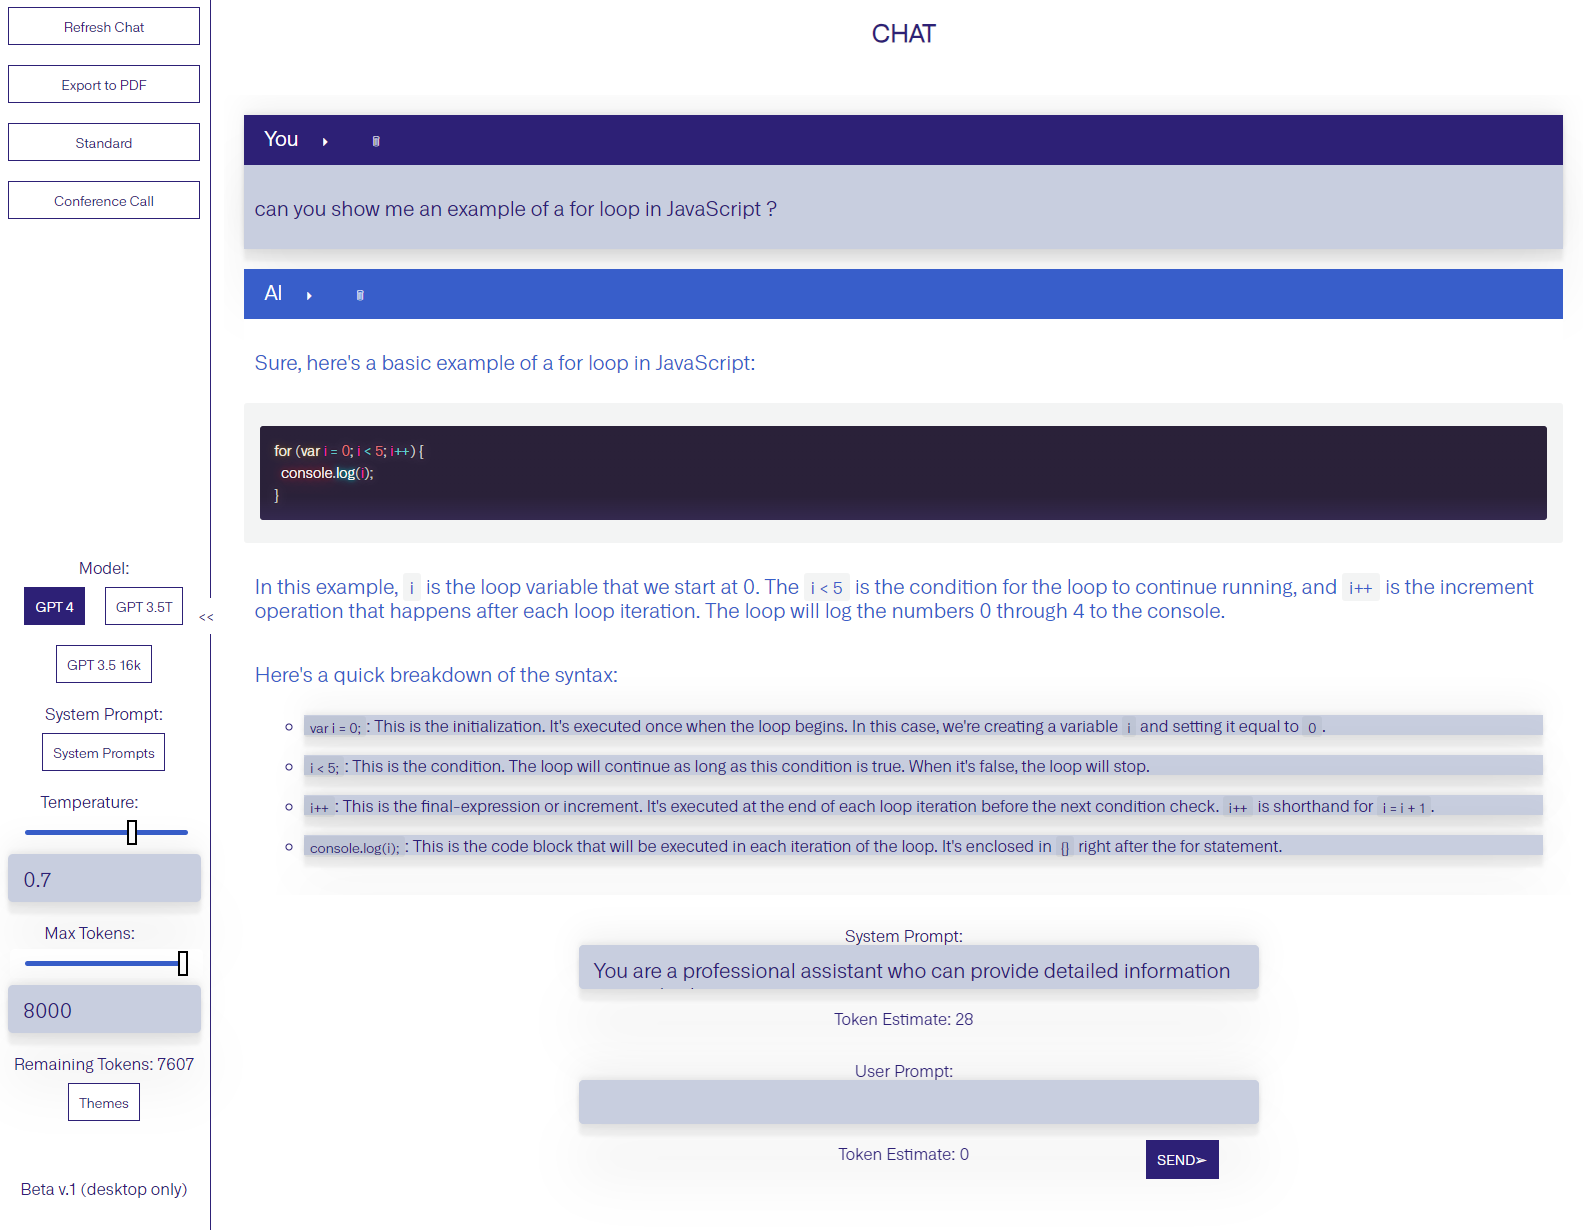 Refresh Chat
Export to PDF
Standard
Conference Call
Model:
GPT 4
GPT 3.5T
<<
GPT 3.5 16k
System Prompt:
System Prompts
Temperature:
0.7
Max Tokens:
8000
Remaining Tokens: 7607
Themes
Beta v.1 (desktop only)
CHAT
You
can you show me an example of a for loop in JavaScript ?
AI
Sure, here's a basic example of a for loop in JavaScript:
for (var i = 0; i < 5; i++) {
console.log(i);
}
In this example, i is the loop variable that we start at 0. The i < 5 is the condition for the loop to continue running, and i++ is the increment
operation that happens after each loop iteration. The loop will log the numbers 0 through 4 to the console.
Here's a quick breakdown of the syntax:
var i = 0; : This is the initialization. It's executed once when the loop begins. In this case, we're creating a variable i and setting it equal to 0 .
i < 5; : This is the condition. The loop will continue as long as this condition is true. When it's false, the loop will stop.
i++ : This is the final-expression or increment. It's executed at the end of each loop iteration before the next condition check. i++ is shorthand for i = i + 1 .
console.log(i); : This is the code block that will be executed in each iteration of the loop. It's enclosed in {} right after the for statement.
System Prompt:
You are a professional assistant who can provide detailed information
Token Estimate: 28
User Prompt:
Token Estimate: 0
SEND➢